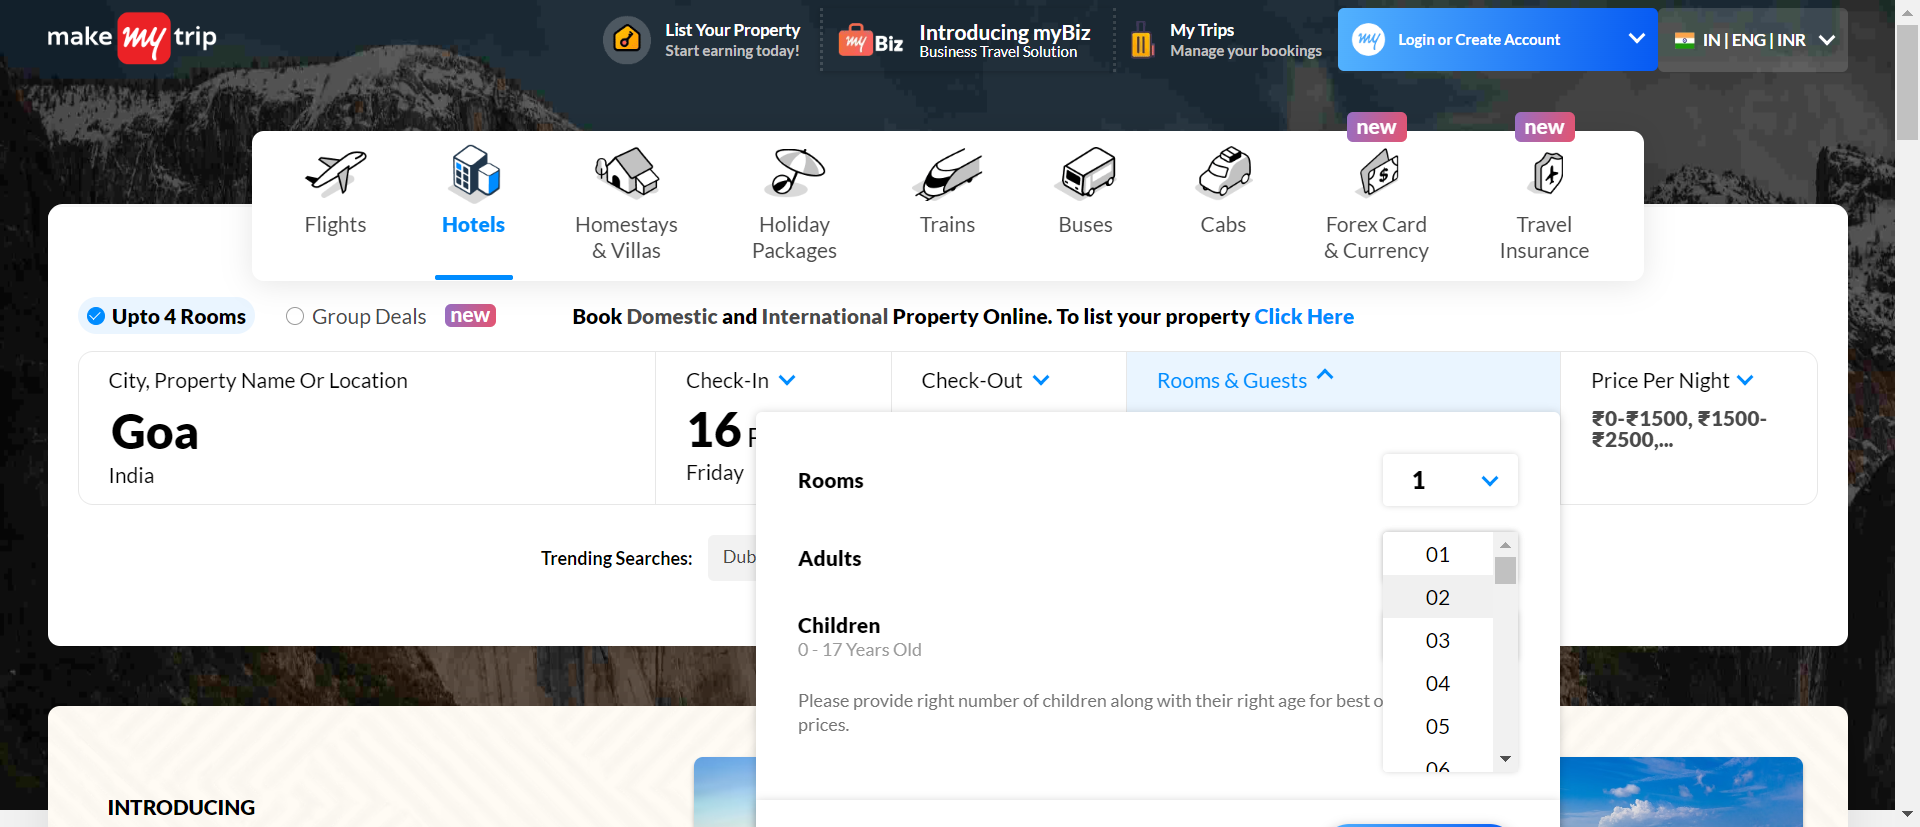 make my trip
List Your Property
Start earning today!
my Biz
Introducing myBiz
Business Travel Solution
My Trips
Manage your bookings
my
Login or Create Account
IN | ENG | INR
new
new
Flights
Hotels
Homestays
& Villas
Holiday
Packages
Trains
Buses
Cabs
Forex Card
& Currency
Travel
Insurance
Upto 4 Rooms
Group Deals
new
Book Domestic and International Property Online. To list your property Click Here
City, Property Name Or Location
Goa
India
Check-In
16
Friday
Check-Out
Rooms & Guests
Price Per Night
₹0-₹1500, ₹1500-
₹2500,...
Rooms
1
Trending Searches:
Dub
Adults
01
02
03
04
05
06
Children
0 - 17 Years Old
Please provide right number of children along with their right age for best o
prices.
INTRODUCING